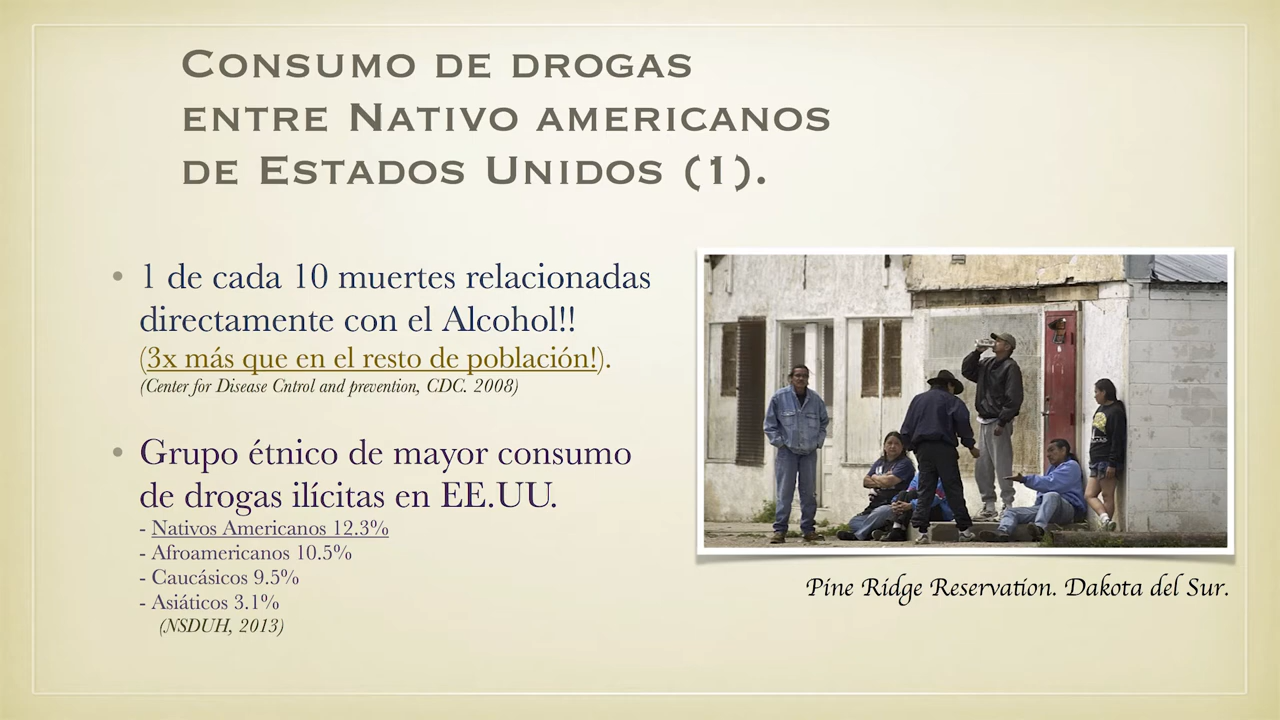 Consumo de drogas
entre Nativo americanos
de Estados Unidos (1).
• 1 de cada 10 muertes relacionadas
directamente con el Alcohol!!
(3x más que en el resto de población!).
(Center for Disease Cntrol and prevention, CDC. 2008)
• Grupo étnico de mayor consumo
de drogas ilícitas en EE.UU.
- Nativos Americanos 12.3%
- Afroamericanos 10.5%
- Caucásicos 9.5%
- Asiáticos 3.1%
(NSDUH, 2013)
Pine Ridge Reservation. Dakota del Sur.